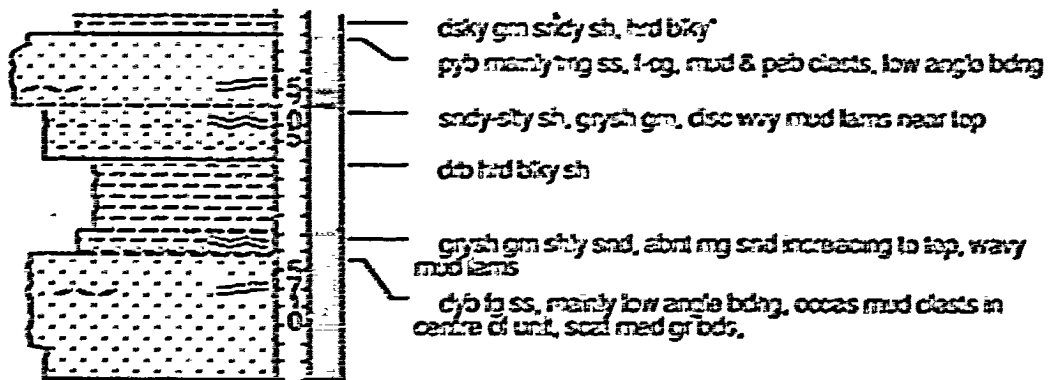 dsky grn sndy sh, hrd blky
pyb mainly mg ss, f-cg, mud & peb clasts, low angle bdng
sndy-slty sh, grysh grn, disc wvy mud lams near top
hrd blky sh
grysh grn shly snd, abnt mg snd increasing to top, wavy
mud lams
dyb fg ss, mainly low angle bdng, occas mud clasts in
centre of unit, scat med gr bds,